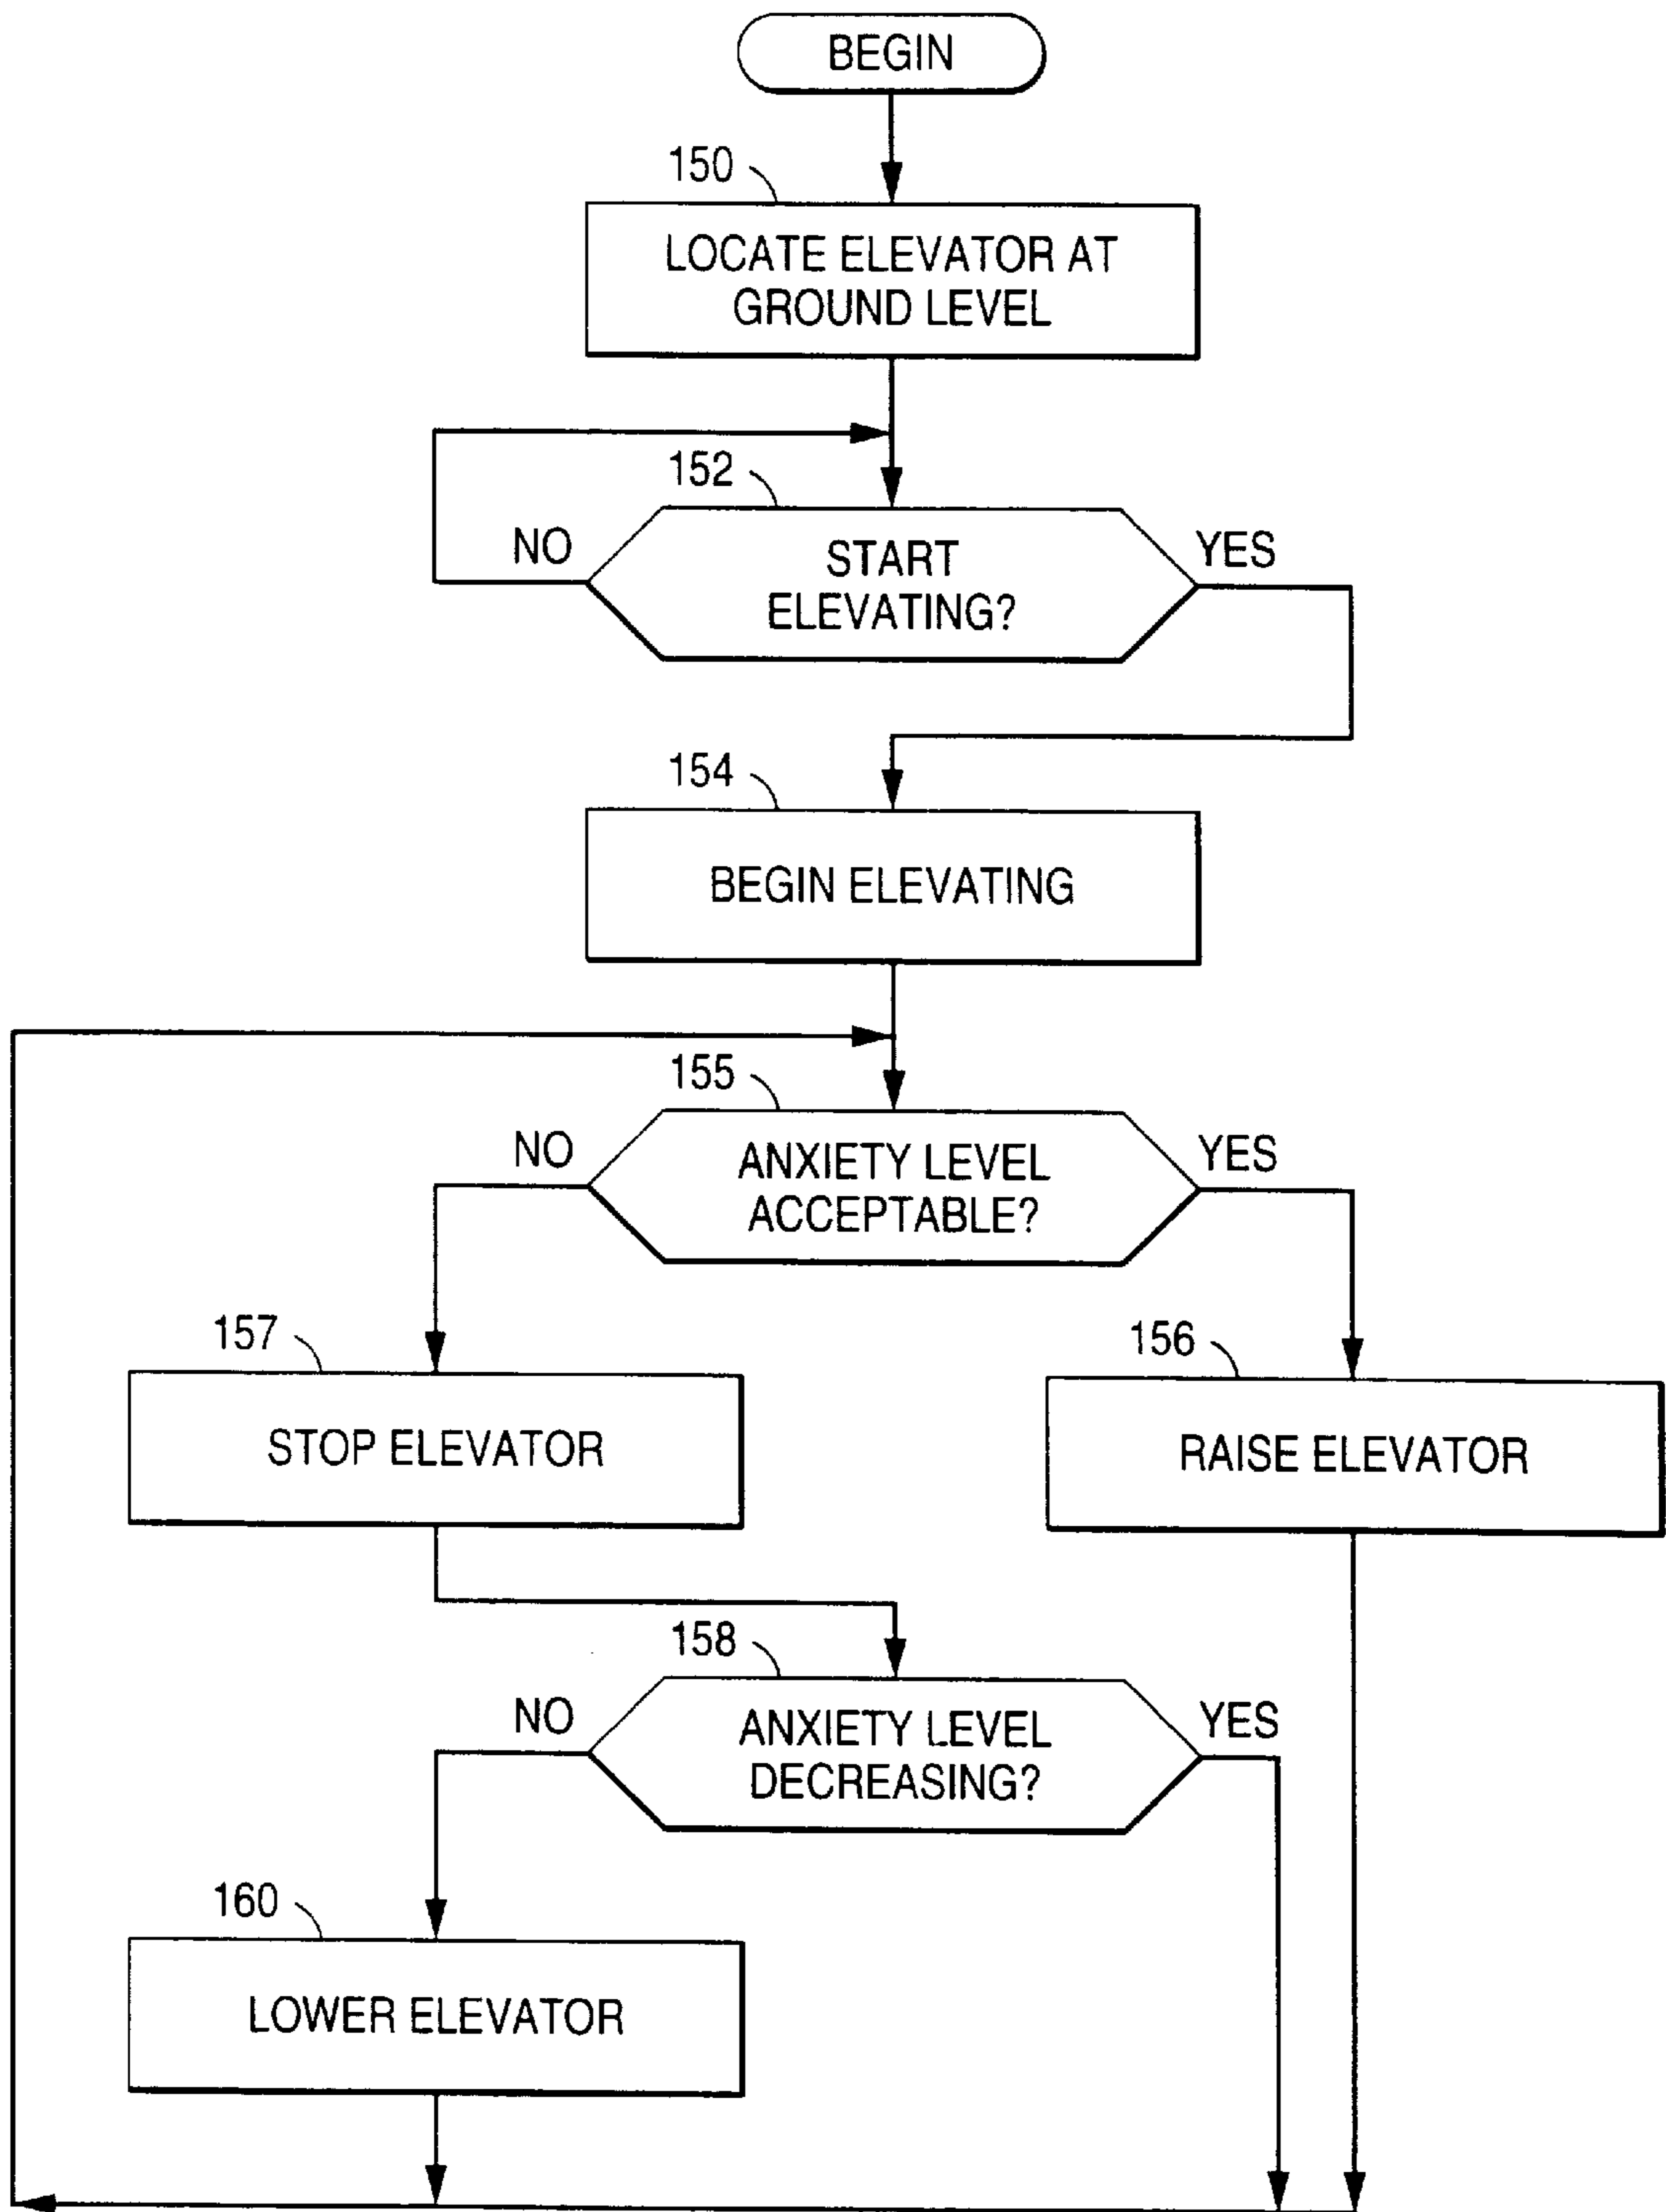 BEGIN
150
LOCATE ELEVATOR AT
GROUND LEVEL
152
NO
YES
START
ELEVATING?
154
BEGIN ELEVATING
155
NO
YES
ANXIETY LEVEL
ACCEPTABLE?
157
156
STOP ELEVATOR
RAISE ELEVATOR
158
NO
YES
ANXIETY LEVEL
DECREASING?
160
LOWER ELEVATOR